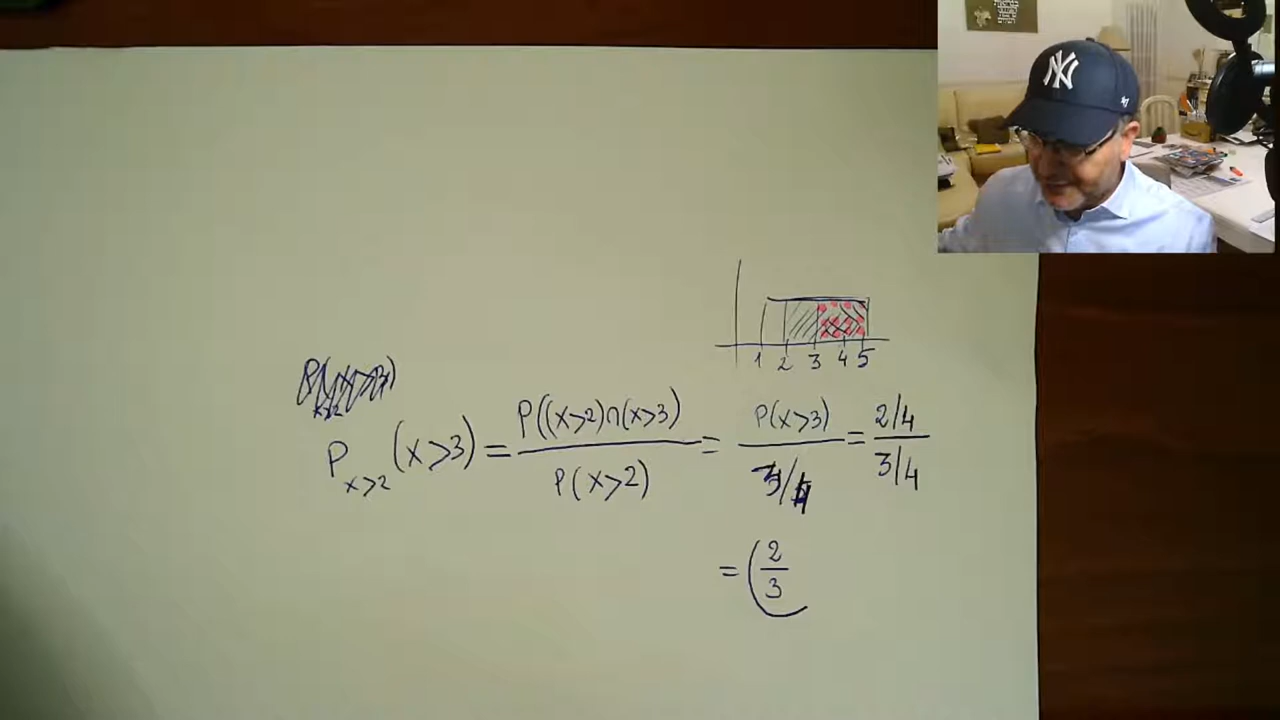 NY
1 2 3 4 5
P_{X>2}(X>3) = P((X>2)∩(X>3)) / P(X>2) = P(X>3) / 3/4 = 2/4 / 3/4
= 2/3